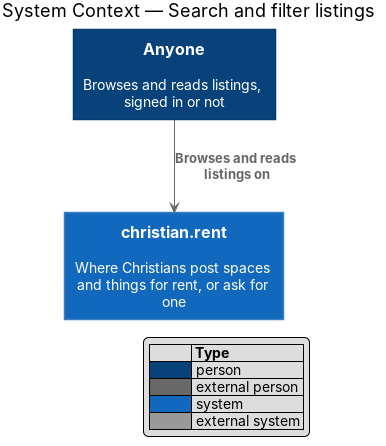 System Context — Search and filter listings
Anyone
Browses and reads listings,
signed in or not
Browses and reads
listings on
christian.rent
Where Christians post spaces
and things for rent, or ask for
one
Type
person
external person
system
external system